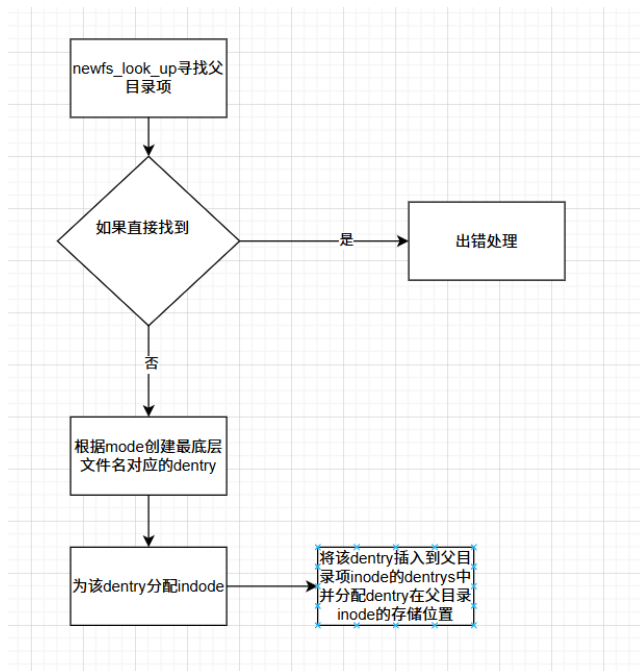 newfs_look_up寻找父
目录项
如果直接找到
是
出错处理
否
根据mode创建最底层
文件名对应的dentry
为该dentry分配indode
将该dentry插入到父目
录项inode的dentrys中
并分配dentry在父目录
inode的存储位置